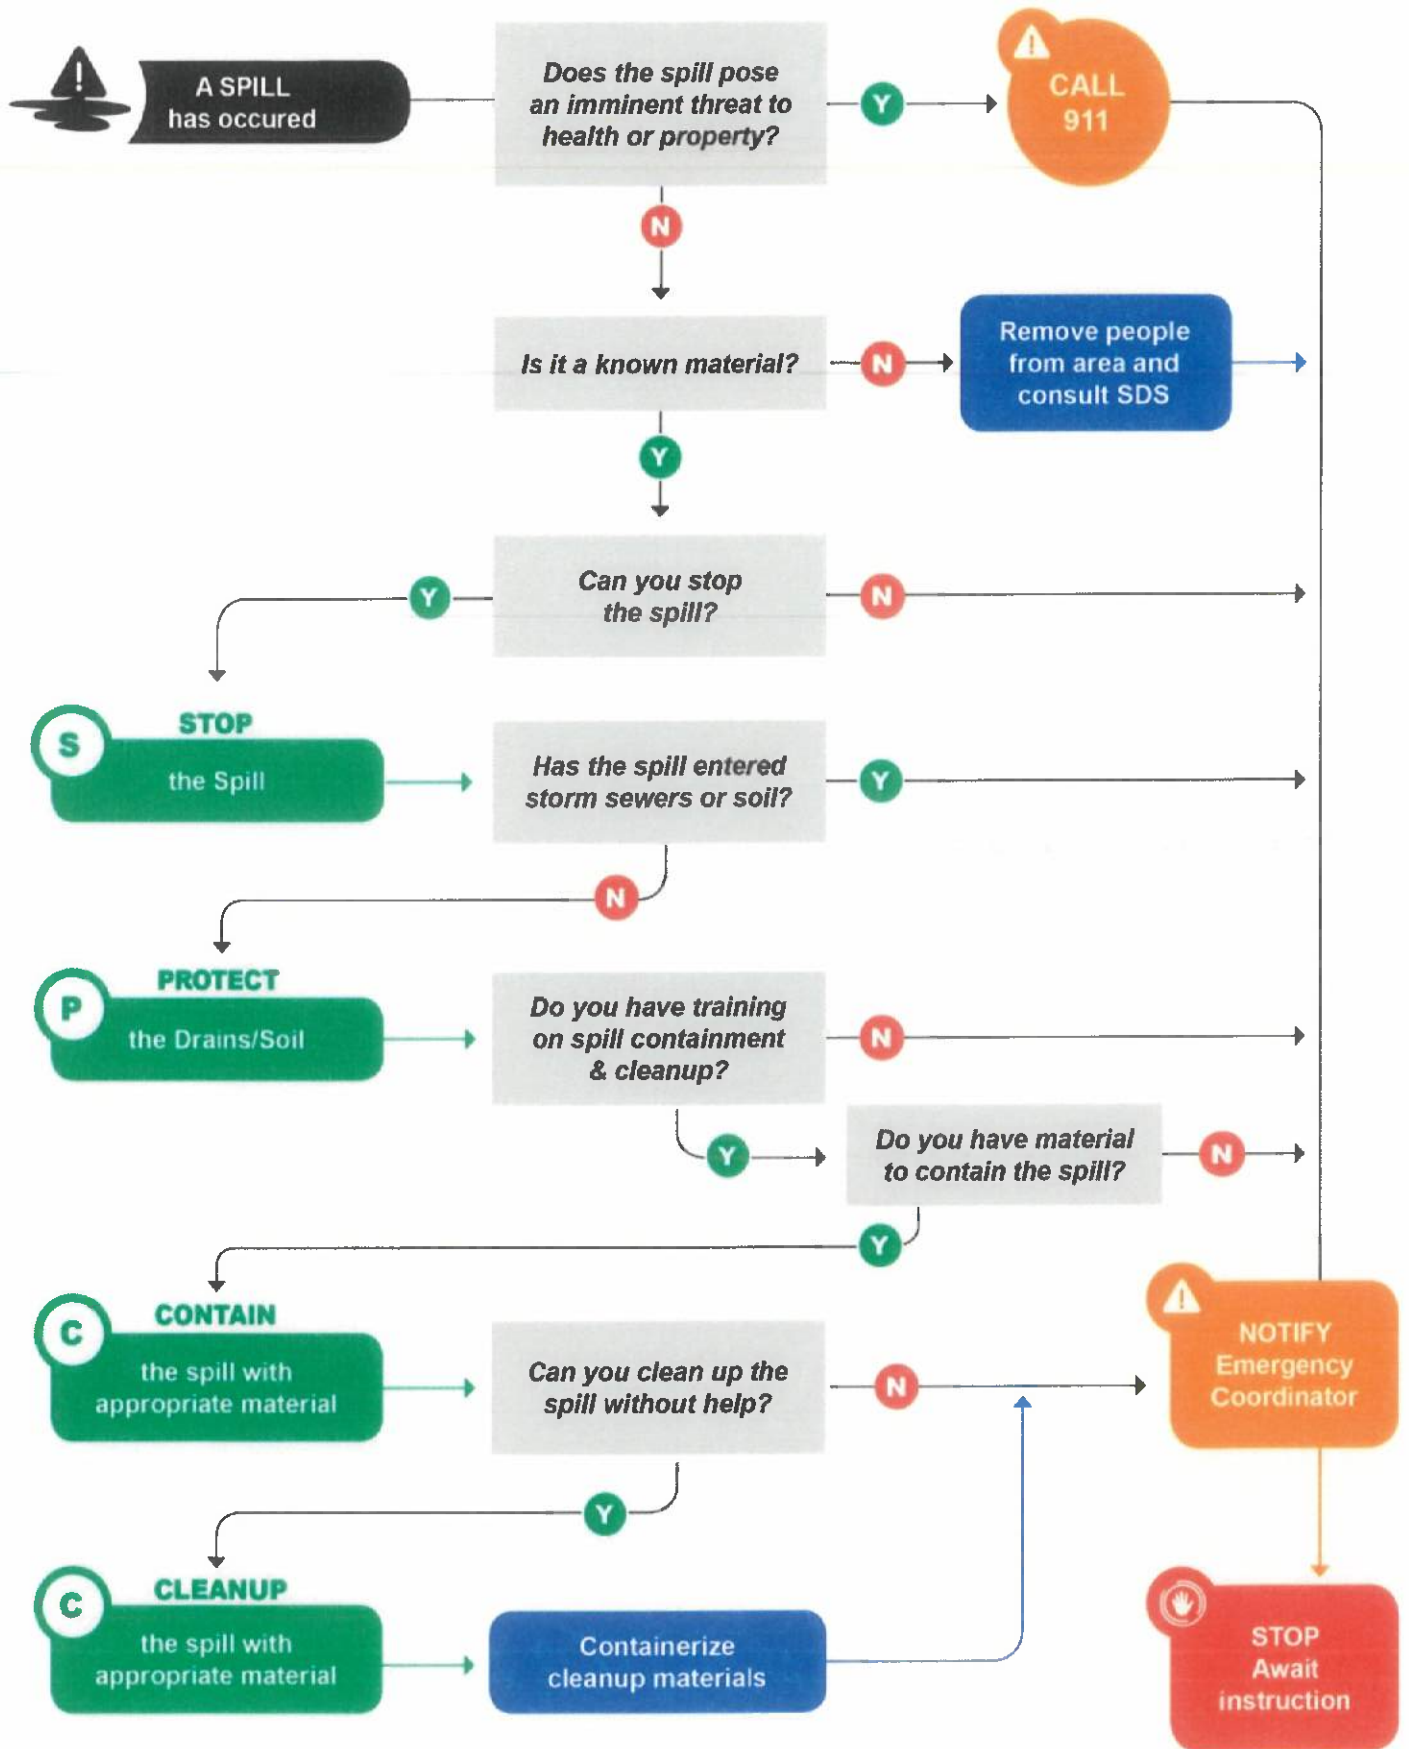 A SPILL
has occured
Does the spill pose
an imminent threat to
health or property?
Y
CALL
911
N
Is it a known material?
N
Remove people
from area and
consult SDS
Y
Can you stop
the spill?
Y
N
S
STOP
the Spill
Has the spill entered
storm sewers or soil?
Y
N
P
PROTECT
the Drains/Soil
Do you have training
on spill containment
& cleanup?
N
Y
Do you have material
to contain the spill?
N
Y
C
CONTAIN
the spill with
appropriate material
Can you clean up the
spill without help?
N
NOTIFY
Emergency
Coordinator
Y
C
CLEANUP
the spill with
appropriate material
Containerize
cleanup materials
STOP
Await
instruction